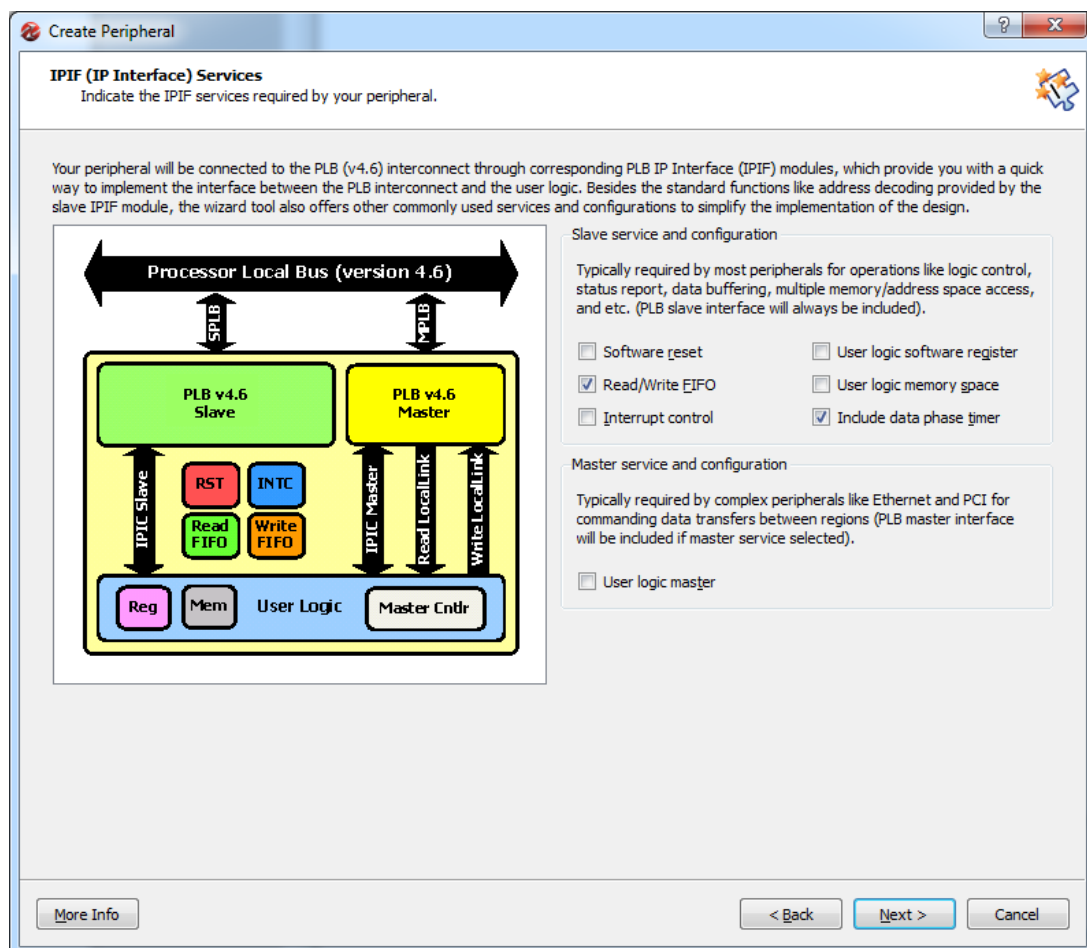 Create Peripheral
IPIF (IP Interface) Services
Indicate the IPIF services required by your peripheral.
Your peripheral will be connected to the PLB (v4.6) interconnect through corresponding PLB IP Interface (IPIF) modules, which provide you with a quick
way to implement the interface between the PLB interconnect and the user logic. Besides the standard functions like address decoding provided by the
slave IPIF module, the wizard tool also offers other commonly used services and configurations to simplify the implementation of the design.
Processor Local Bus (version 4.6)
SPLB
MPLB
PLB v4.6
Slave
PLB v4.6
Master
IPIC Slave
RST
INTC
Read
FIFO
Write
FIFO
IPIC Master
Read LocalLink
Write LocalLink
Reg
Mem
User Logic
Master Cntlr
Slave service and configuration
Typically required by most peripherals for operations like logic control,
status report, data buffering, multiple memory/address space access,
and etc. (PLB slave interface will always be included).
Software reset
User logic software register
Read/Write FIFO
User logic memory space
Interrupt control
Include data phase timer
Master service and configuration
Typically required by complex peripherals like Ethernet and PCI for
commanding data transfers between regions (PLB master interface
will be included if master service selected).
User logic master
More Info
< Back
Next >
Cancel